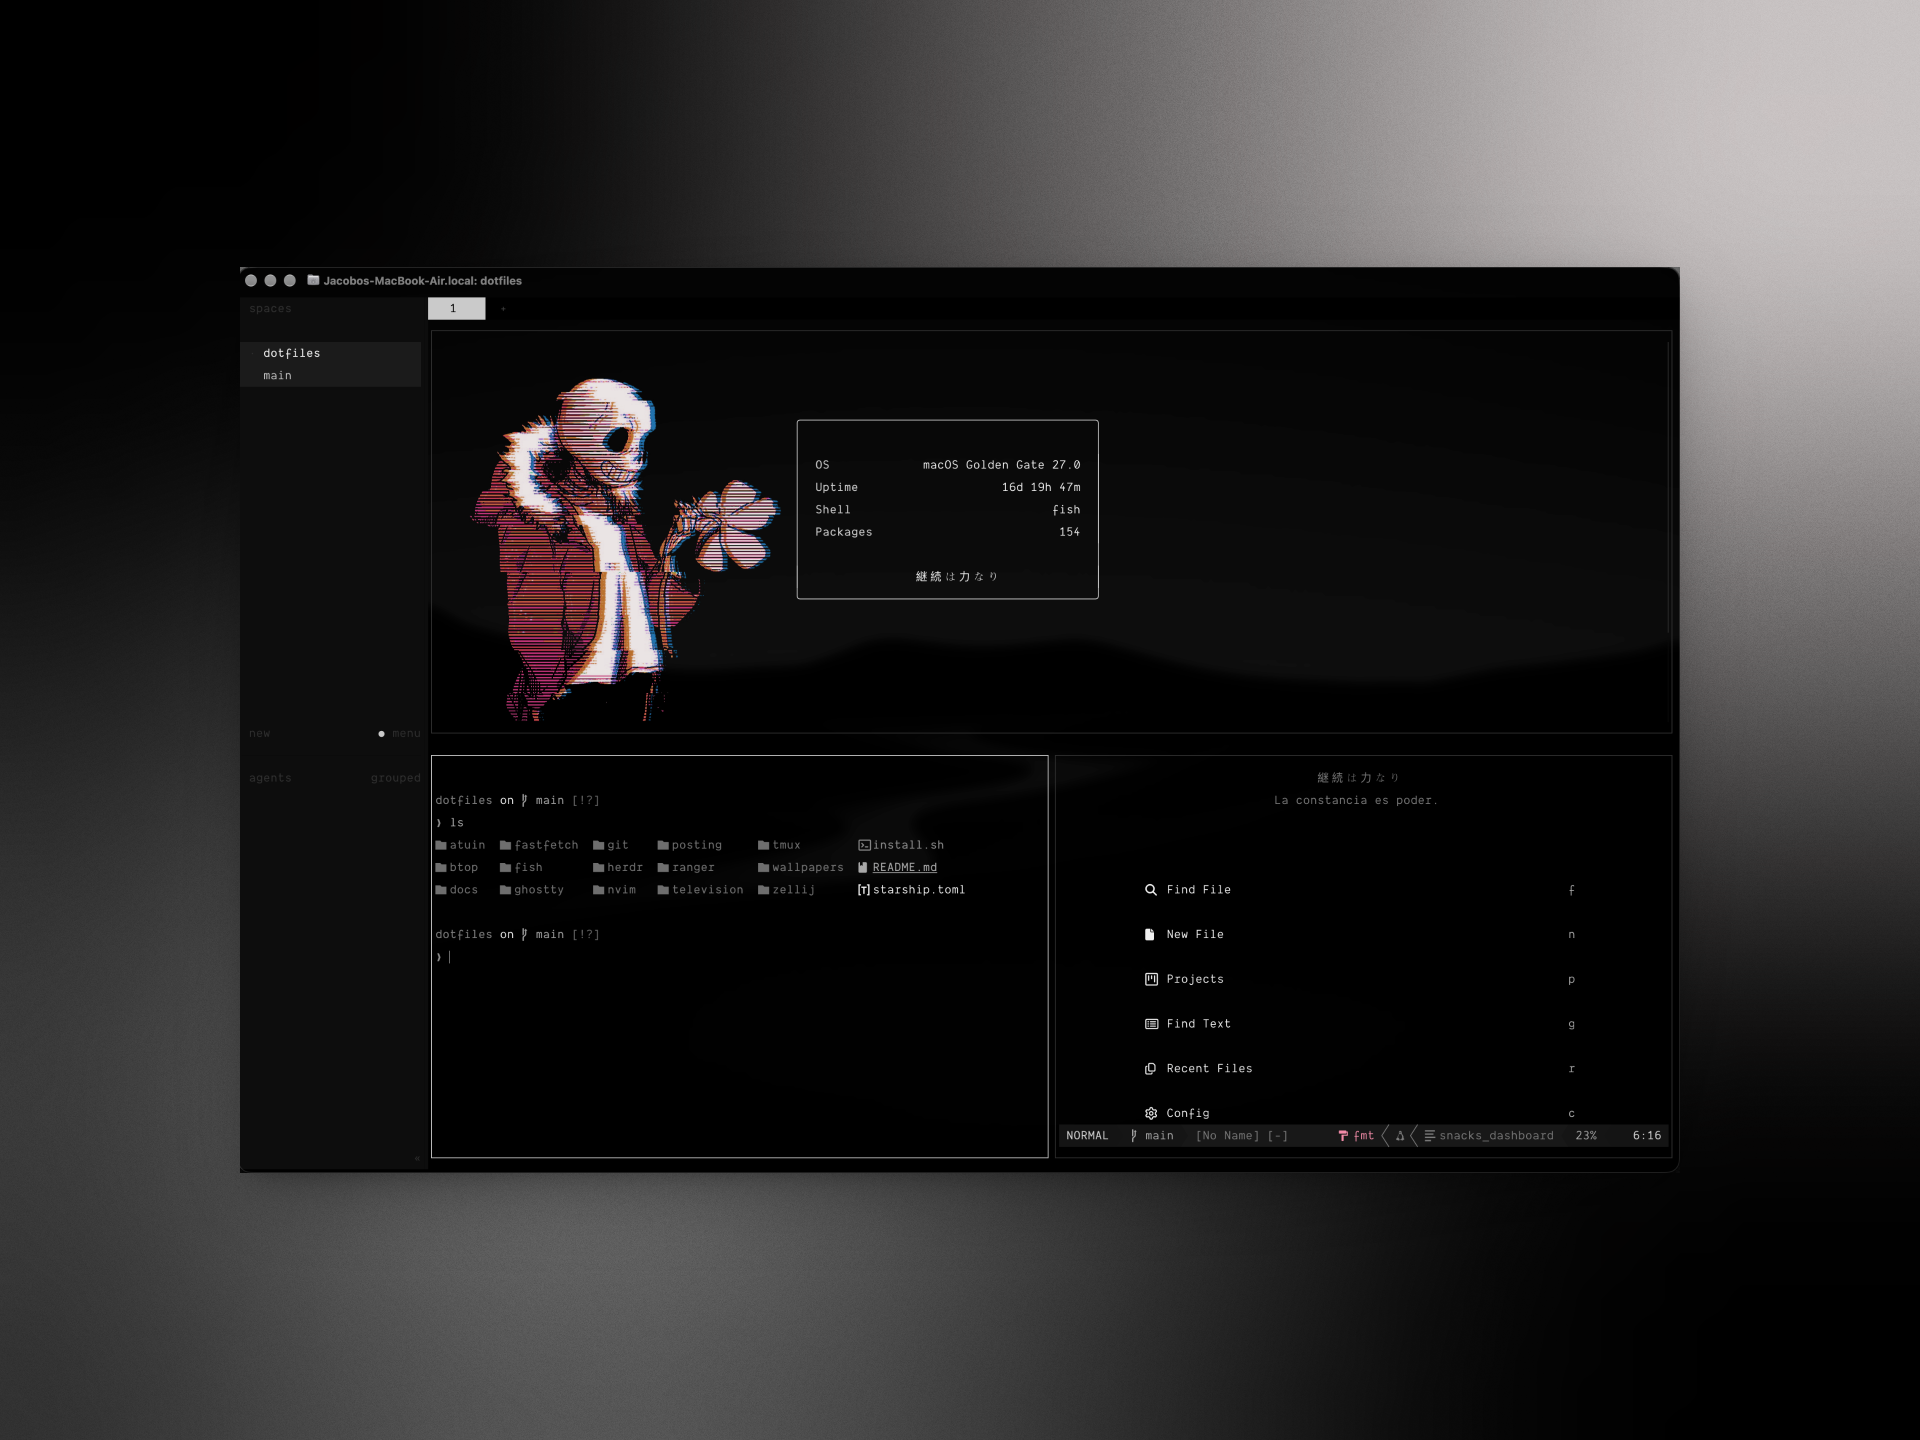 Jacobos-MacBook-Air.local: dotfiles
spaces
1 +
dotfiles
main
OS macOS Golden Gate 27.0
Uptime 16d 19h 47m
Shell fish
Packages 154
継続は力なり
new menu
agents grouped
dotfiles on main [!?]
❯ ls
atuin fastfetch git posting tmux install.sh
btop fish herdr ranger wallpapers README.md
docs ghostty nvim television zellij [T] starship.toml
dotfiles on main [!?]
❯
継続は力なり
La constancia es poder.
Find File f
New File n
Projects p
Find Text g
Recent Files r
Config c
NORMAL main [No Name] [-] fmt snacks_dashboard 23% 6:16
«